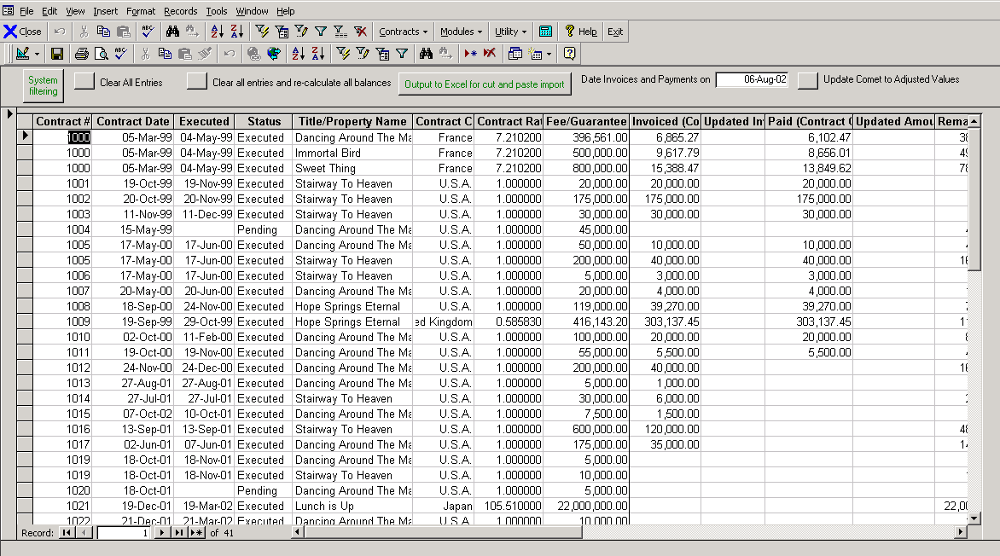 File Edit View Insert Format Records Tools Window Help
Close Contracts Modules Utility Help Exit
System filtering Clear All Entries Clear all entries and re-calculate all balances Output to Excel for cut and paste import Date Invoices and Payments on 06-Aug-02 Update Comet to Adjusted Values
Contract # Contract Date Executed Status Title/Property Name Contract C Contract Rat Fee/Guarantee Invoiced (Co Updated In Paid (Contract Updated Amou Rema
1000 05-Mar-99 04-May-99 Executed Dancing Around The Ma France 7.210200 396,561.00 6,865.27 6,102.47 38
1000 05-Mar-99 04-May-99 Executed Immortal Bird France 7.210200 500,000.00 9,617.79 8,656.01 49
1000 05-Mar-99 04-May-99 Executed Sweet Thing France 7.210200 800,000.00 15,388.47 13,849.62 78
1001 19-Oct-99 19-Nov-99 Executed Stairway To Heaven U.S.A. 1.000000 20,000.00 20,000.00 20,000.00
1002 20-Oct-99 20-Nov-99 Executed Stairway To Heaven U.S.A. 1.000000 175,000.00 175,000.00 175,000.00
1003 11-Nov-99 11-Dec-99 Executed Stairway To Heaven U.S.A. 1.000000 30,000.00 30,000.00 30,000.00
1004 15-May-99 Pending Dancing Around The Ma U.S.A. 1.000000 45,000.00
1005 17-May-00 17-Jun-00 Executed Dancing Around The Ma U.S.A. 1.000000 50,000.00 10,000.00 10,000.00
1005 17-May-00 17-Jun-00 Executed Stairway To Heaven U.S.A. 1.000000 200,000.00 40,000.00 40,000.00 16
1006 17-May-00 17-Jun-00 Executed Stairway To Heaven U.S.A. 1.000000 5,000.00 3,000.00 3,000.00
1007 20-May-00 20-Jun-00 Executed Dancing Around The Ma U.S.A. 1.000000 20,000.00 4,000.00 4,000.00
1008 18-Sep-00 24-Nov-00 Executed Hope Springs Eternal U.S.A. 1.000000 119,000.00 39,270.00 39,270.00
1009 19-Sep-99 29-Oct-99 Executed Hope Springs Eternal ed Kingdom 0.585830 416,143.20 303,137.45 303,137.45 11
1010 02-Oct-00 11-Feb-00 Executed Dancing Around The Ma U.S.A. 1.000000 100,000.00 20,000.00 20,000.00
1011 19-Oct-00 19-Nov-00 Executed Dancing Around The Ma U.S.A. 1.000000 55,000.00 5,500.00 5,500.00
1012 24-Nov-00 24-Dec-00 Executed Dancing Around The Ma U.S.A. 1.000000 200,000.00 40,000.00 16
1013 27-Aug-01 27-Aug-01 Executed Dancing Around The Ma U.S.A. 1.000000 5,000.00 1,000.00
1014 27-Jul-01 27-Jul-01 Executed Stairway To Heaven U.S.A. 1.000000 30,000.00 6,000.00
1015 07-Oct-02 10-Oct-01 Executed Dancing Around The Ma U.S.A. 1.000000 7,500.00 1,500.00
1016 13-Sep-01 13-Sep-01 Executed Stairway To Heaven U.S.A. 1.000000 600,000.00 120,000.00 48
1017 02-Jun-01 07-Jun-01 Executed Dancing Around The Ma U.S.A. 1.000000 175,000.00 35,000.00 14
1019 18-Oct-01 18-Nov-01 Executed Dancing Around The Ma U.S.A. 1.000000 5,000.00
1019 18-Oct-01 18-Nov-01 Executed Stairway To Heaven U.S.A. 1.000000 10,000.00
1020 18-Oct-01 Pending Dancing Around The Ma U.S.A. 1.000000 5,000.00
1021 19-Dec-01 19-Mar-02 Executed Lunch is Up Japan 105.510000 22,000,000.00 22,00
1022 21-Dec-01 21-Mar-02 Executed Dancing Around The Ma U.S.A. 1.000000 10,000.00
Record: 1 of 41